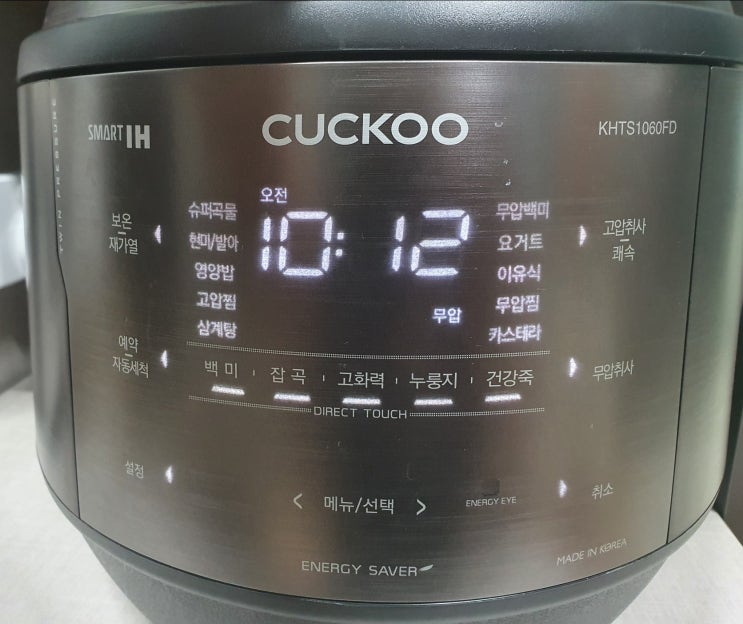 TWIN PRESSURE
SMART IH
CUCKOO
KHTS1060FD
오전
10:12
무압
슈퍼곡물
현미/발아
영양밥
고압찜
삼계탕
무압백미
요거트
이유식
무압찜
카스테라
보온
재가열
예약
자동세척
설정
고압취사
쾌속
무압취사
취소
백미 잡곡 고화력 누룽지 건강죽
DIRECT TOUCH
< 메뉴/선택 >
ENERGY EYE
ENERGY SAVER
MADE IN KOREA